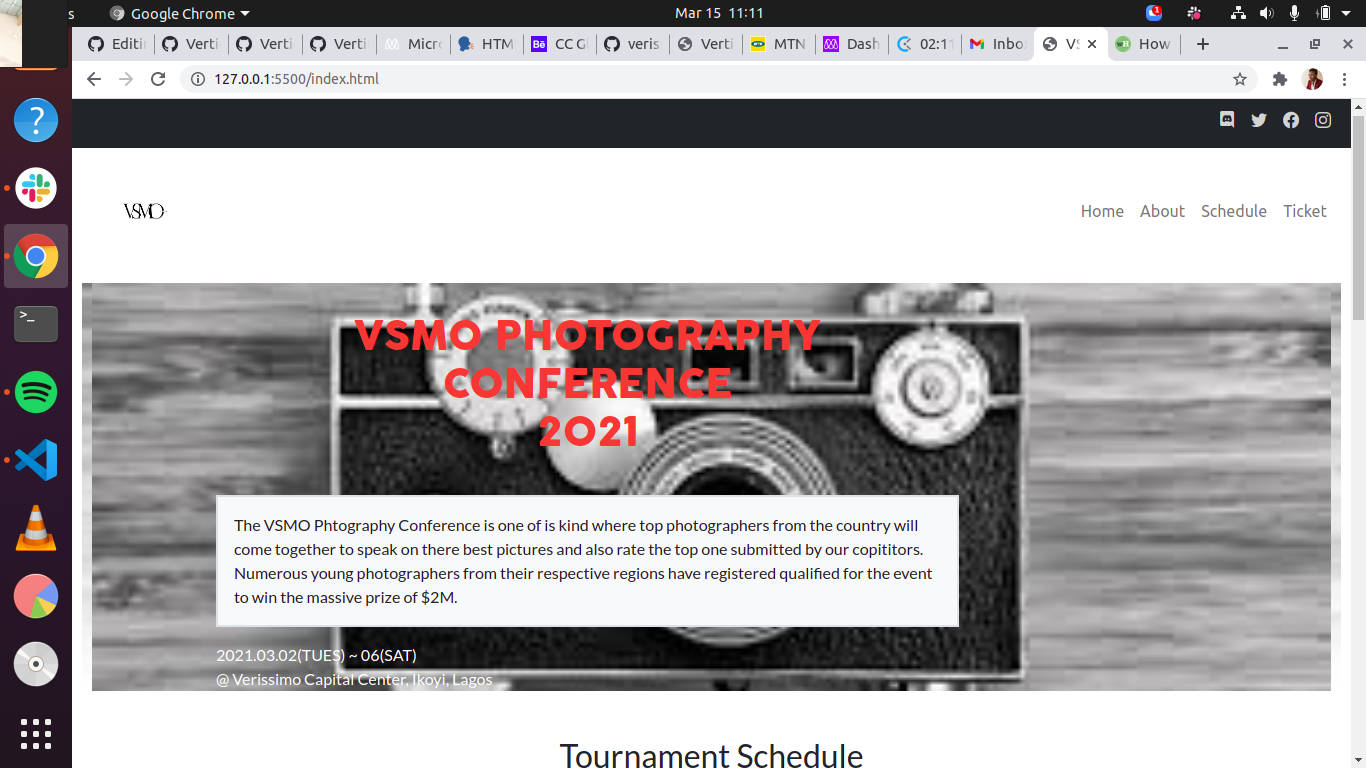 s Google Chrome Mar 15 11:11
Editi Verti Verti Verti Micro HTM CC G veris Verti MTN Dash 02:11 Inbo VS How
127.0.0.1:5500/index.html
VSMO Home About Schedule Ticket
VSMO PHOTOGRAPHY
CONFERENCE
2021
The VSMO Phtography Conference is one of is kind where top photographers from the country will
come together to speak on there best pictures and also rate the top one submitted by our copititors.
Numerous young photographers from their respective regions have registered qualified for the event
to win the massive prize of $2M.
2021.03.02(TUES) ~ 06(SAT)
@ Verissimo Capital Center, Ikoyi, Lagos
Tournament Schedule